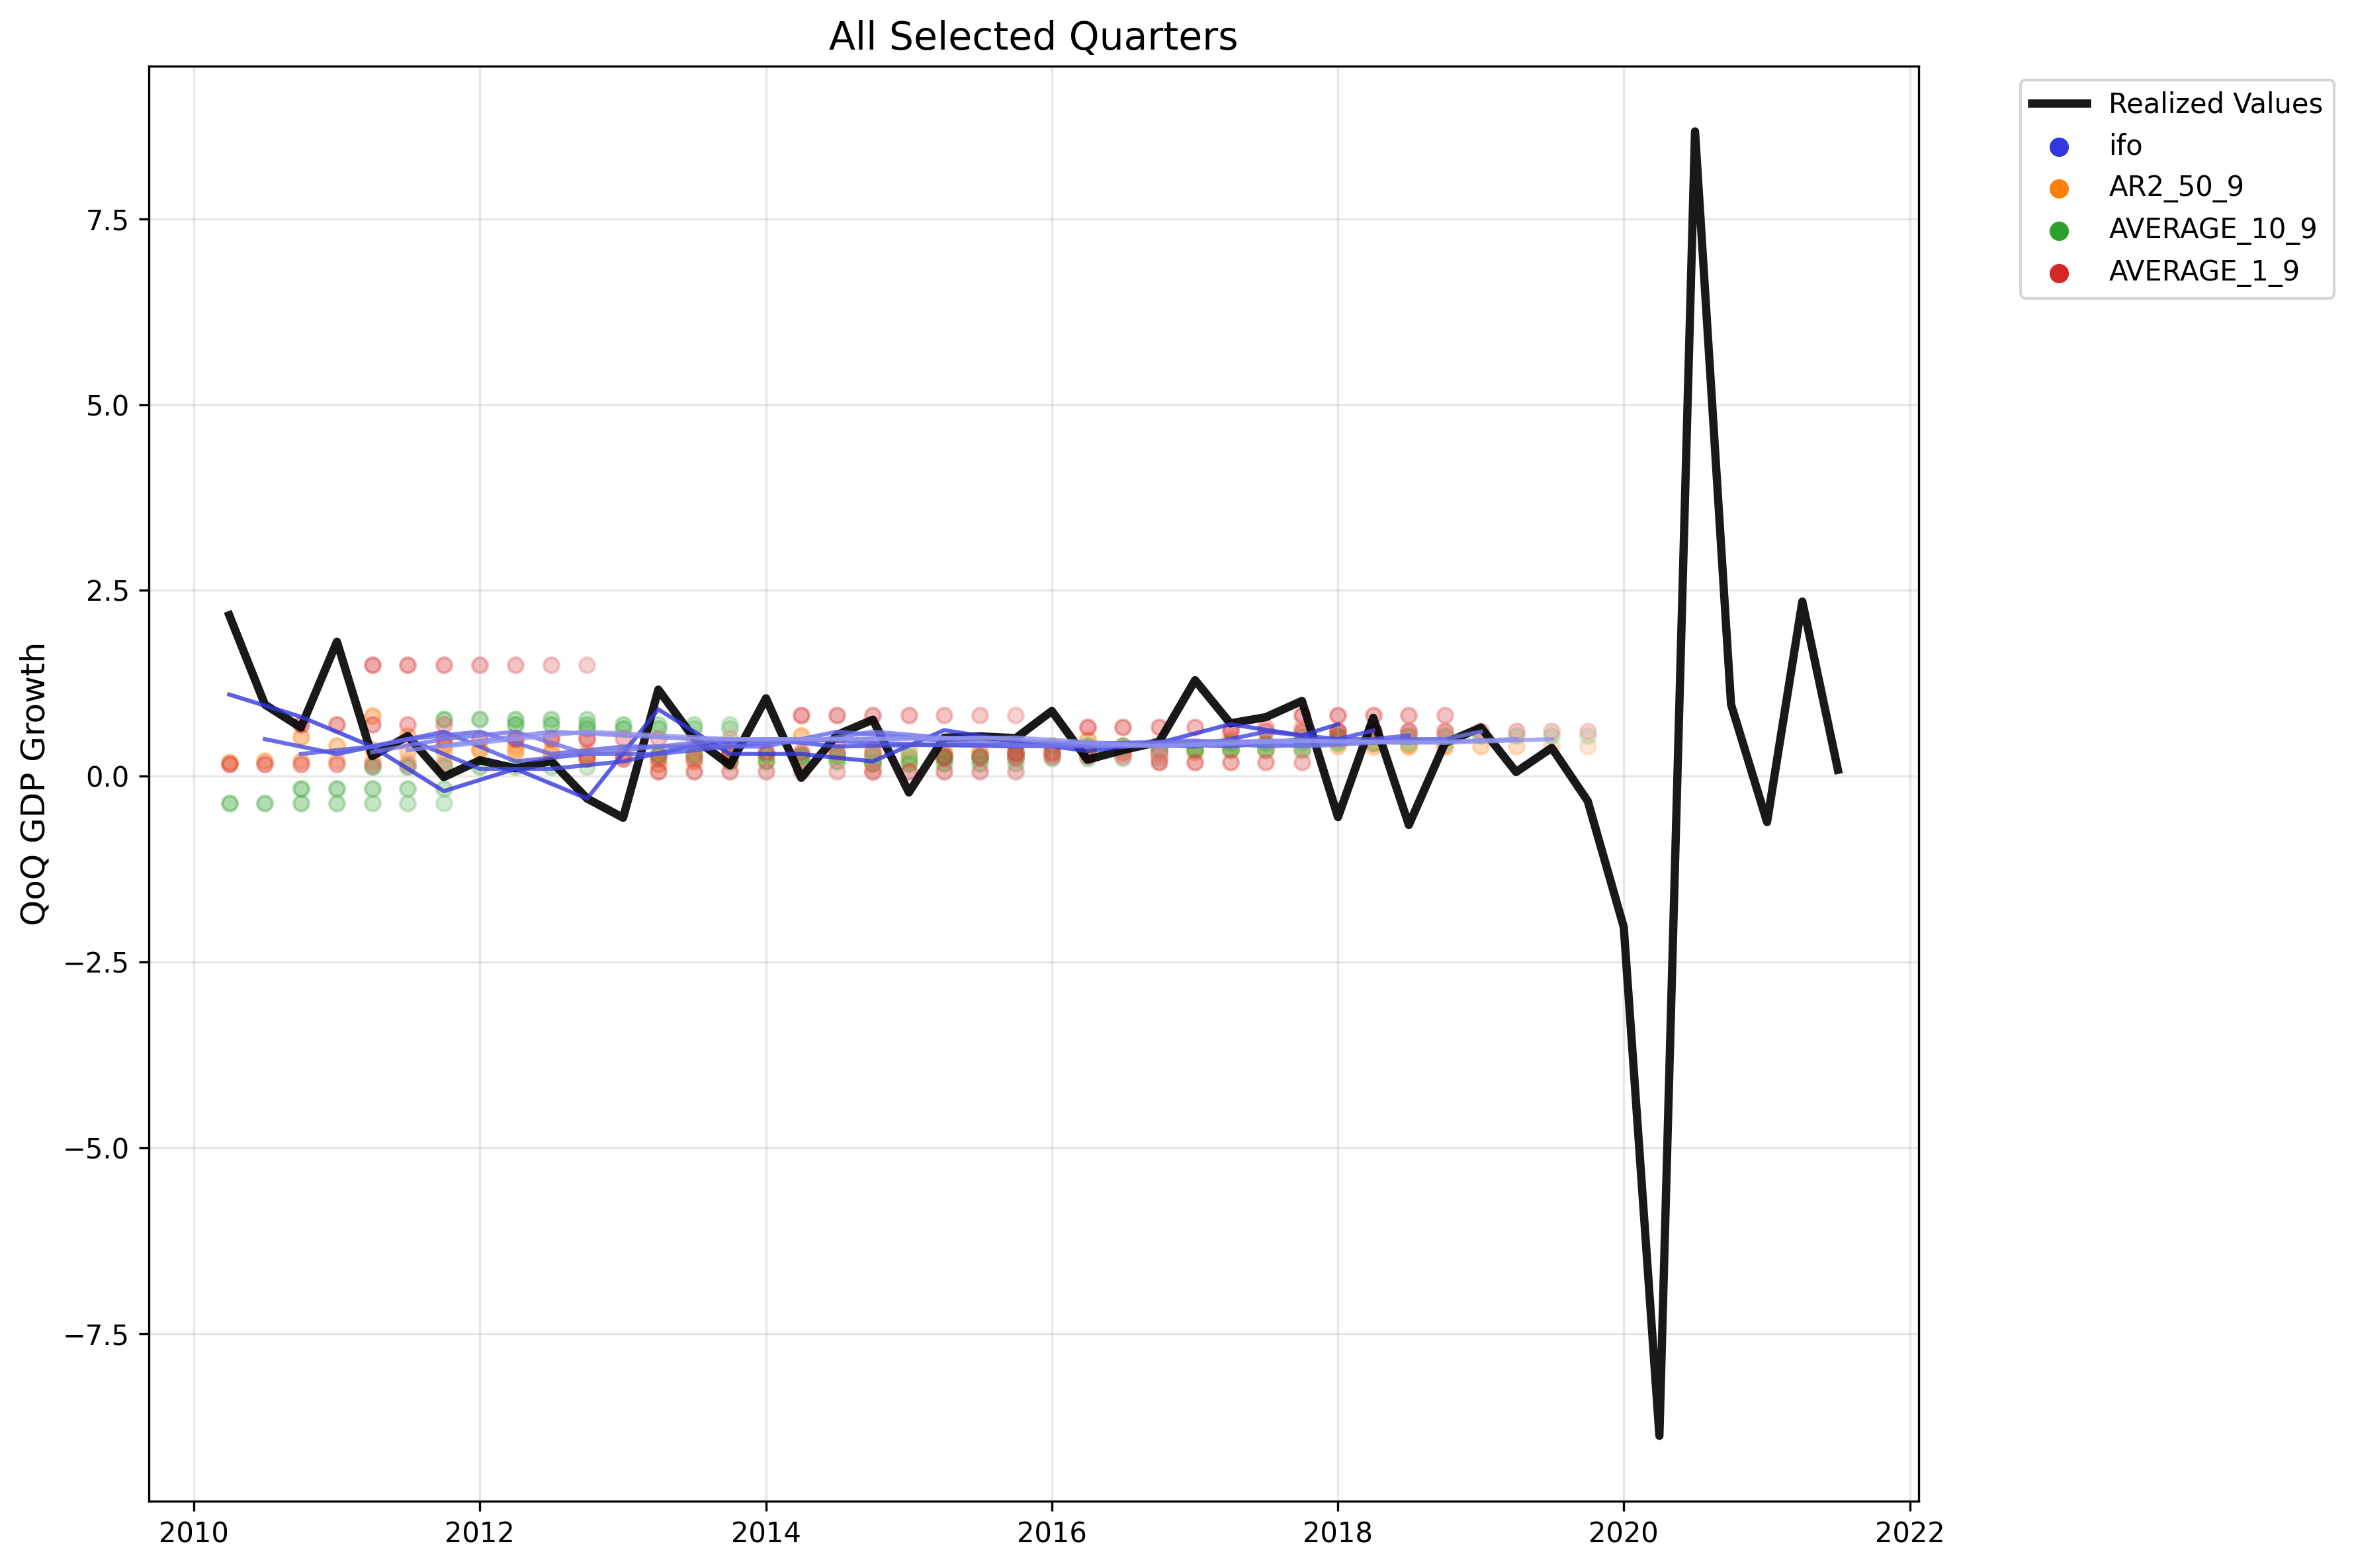 All Selected Quarters
Realized Values
ifo
AR2_50_9
AVERAGE_10_9
AVERAGE_1_9
QoQ GDP Growth
7.5
5.0
2.5
0.0
−2.5
−5.0
−7.5
2010 2012 2014 2016 2018 2020 2022